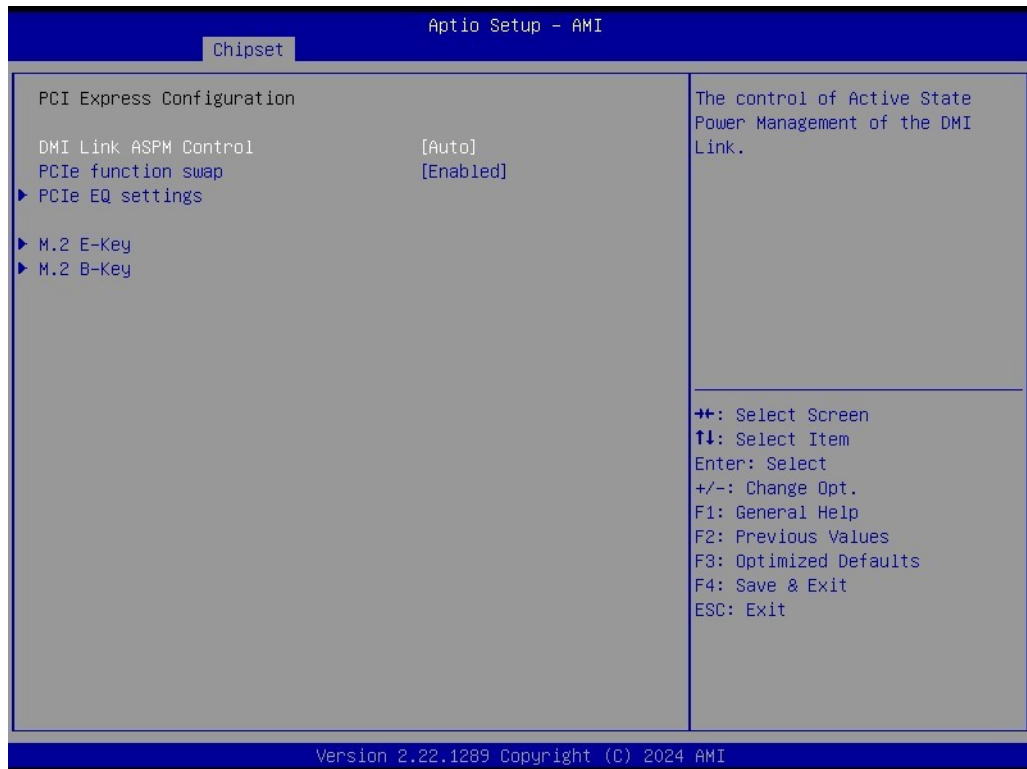 Aptio Setup – AMI
Chipset
PCI Express Configuration
DMI Link ASPM Control [Auto]
PCIe function swap [Enabled]
▶ PCIe EQ settings
▶ M.2 E-Key
▶ M.2 B-Key
The control of Active State
Power Management of the DMI
Link.
→←: Select Screen
↑↓: Select Item
Enter: Select
+/-: Change Opt.
F1: General Help
F2: Previous Values
F3: Optimized Defaults
F4: Save & Exit
ESC: Exit
Version 2.22.1289 Copyright (C) 2024 AMI